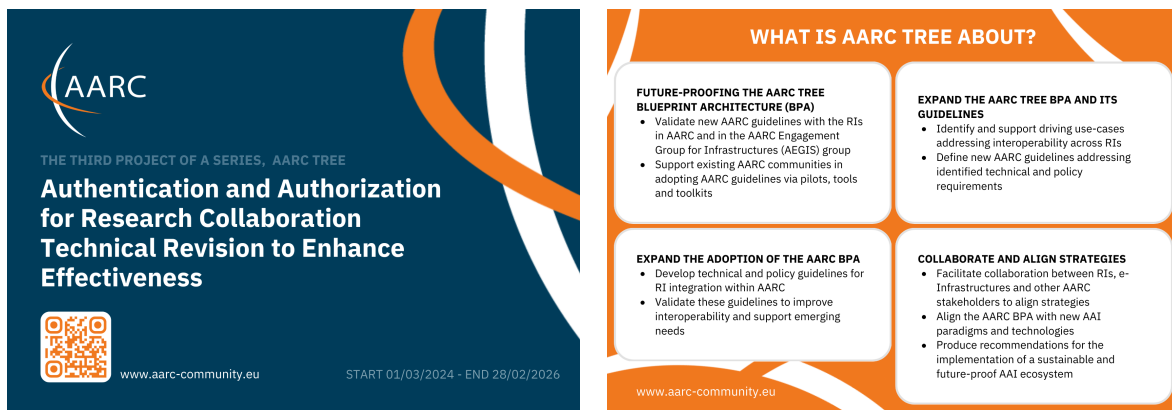 AARC
THE THIRD PROJECT OF A SERIES, AARC TREE
Authentication and Authorization
for Research Collaboration
Technical Revision to Enhance
Effectiveness
www.aarc-community.eu
START 01/03/2024 - END 28/02/2026
WHAT IS AARC TREE ABOUT?
FUTURE-PROOFING THE AARC TREE
BLUEPRINT ARCHITECTURE (BPA)
• Validate new AARC guidelines with the RIs
in AARC and in the AARC Engagement
Group for Infrastructures (AEGIS) group
• Support existing AARC communities in
adopting AARC guidelines via pilots, tools
and toolkits
EXPAND THE AARC TREE BPA AND ITS
GUIDELINES
• Identify and support driving use-cases
addressing interoperability across RIs
• Define new AARC guidelines addressing
identified technical and policy
requirements
EXPAND THE ADOPTION OF THE AARC BPA
• Develop technical and policy guidelines for
RI integration within AARC
• Validate these guidelines to improve
interoperability and support emerging
needs
COLLABORATE AND ALIGN STRATEGIES
• Facilitate collaboration between RIs, e-
Infrastructures and other AARC
stakeholders to align strategies
• Align the AARC BPA with new AAI
paradigms and technologies
• Produce recommendations for the
implementation of a sustainable and
future-proof AAI ecosystem
www.aarc-community.eu